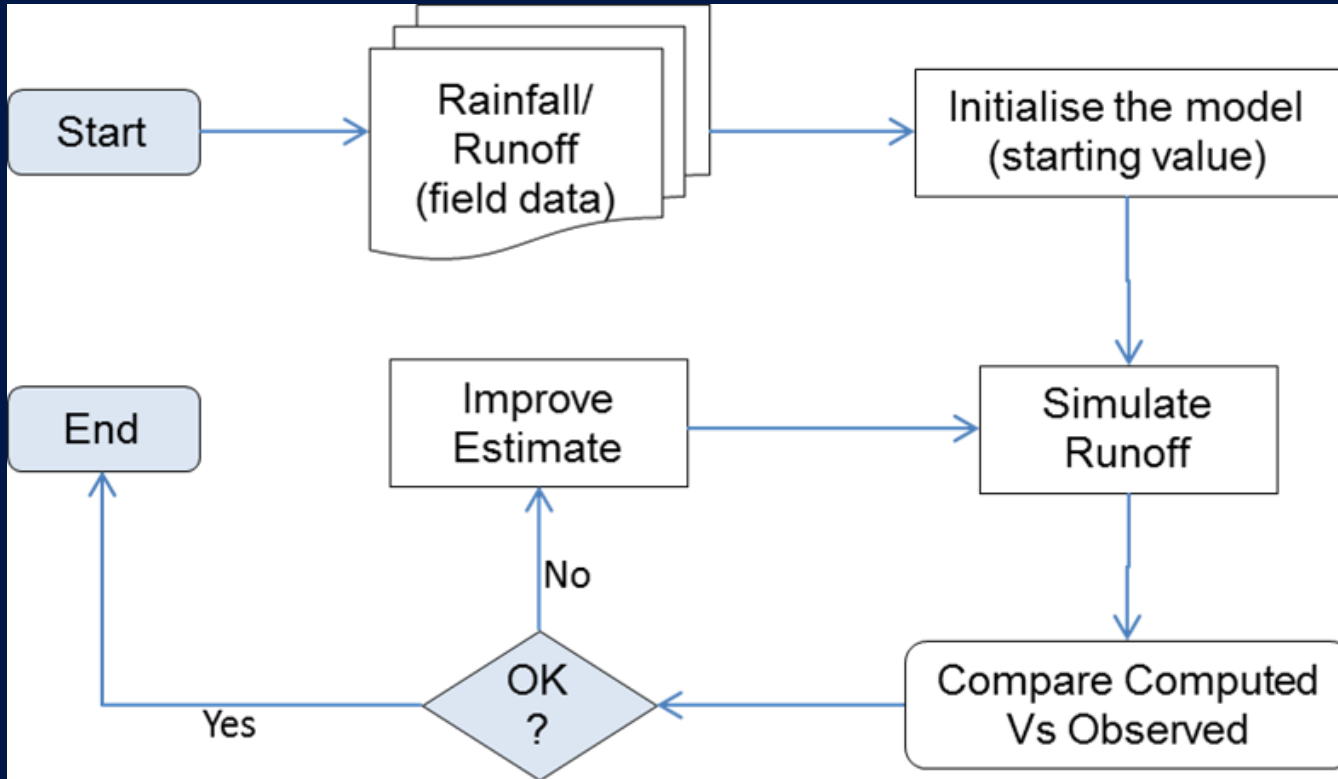 Start
Rainfall/
Runoff
(field data)
Initialise the model
(starting value)
End
Improve
Estimate
Simulate
Runoff
No
Yes
OK
?
Compare Computed
Vs Observed